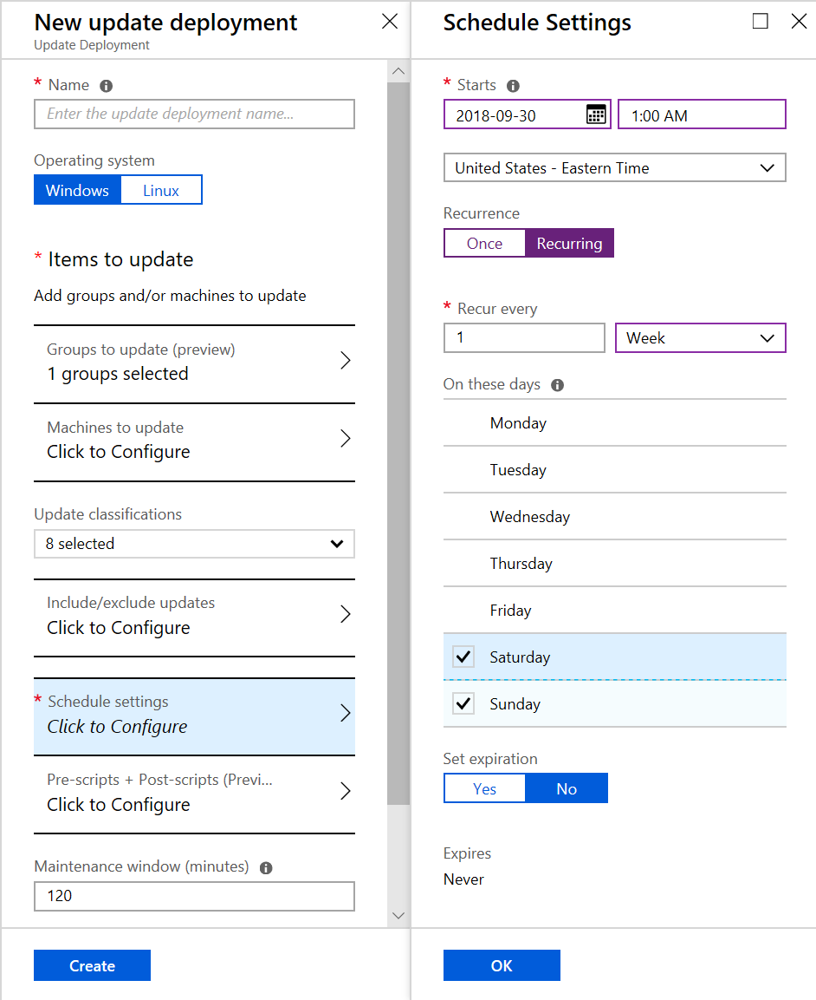 New update deployment
Update Deployment
* Name
Enter the update deployment name...
Operating system
Windows Linux
* Items to update
Add groups and/or machines to update
Groups to update (preview)
1 groups selected
Machines to update
Click to Configure
Update classifications
8 selected
Include/exclude updates
Click to Configure
* Schedule settings
Click to Configure
Pre-scripts + Post-scripts (Previ...
Click to Configure
Maintenance window (minutes)
120
Create
Schedule Settings
* Starts
2018-09-30 1:00 AM
United States - Eastern Time
Recurrence
Once Recurring
* Recur every
1 Week
On these days
Monday
Tuesday
Wednesday
Thursday
Friday
Saturday
Sunday
Set expiration
Yes No
Expires
Never
OK